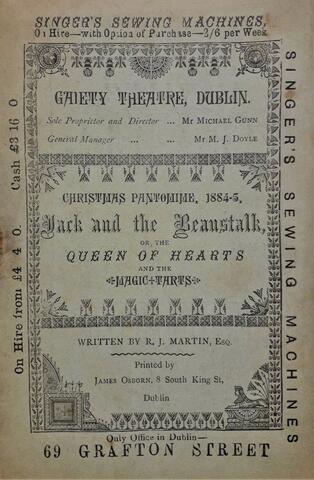 SINGER'S SEWING MACHINES,
On Hire—with Option of Purchase—2/6 per Week
GAIETY THEATRE, DUBLIN.
Sole Proprietor and Director ... Mr Michael Gunn
General Manager ... ... Mr M. J. Doyle
CHRISTMAS PANTOMIME, 1884-5,
Jack and the Beanstalk,
OR, THE
QUEEN OF HEARTS
AND THE
MAGIC TARTS
WRITTEN BY R. J. MARTIN, Esq.
Printed by
James Osborn, 8 South King St,
Dublin
Only Office in Dublin—
69 GRAFTON STREET
On Hire from £4 4 0. Cash £3 16 0
SINGER'S SEWING MACHINES